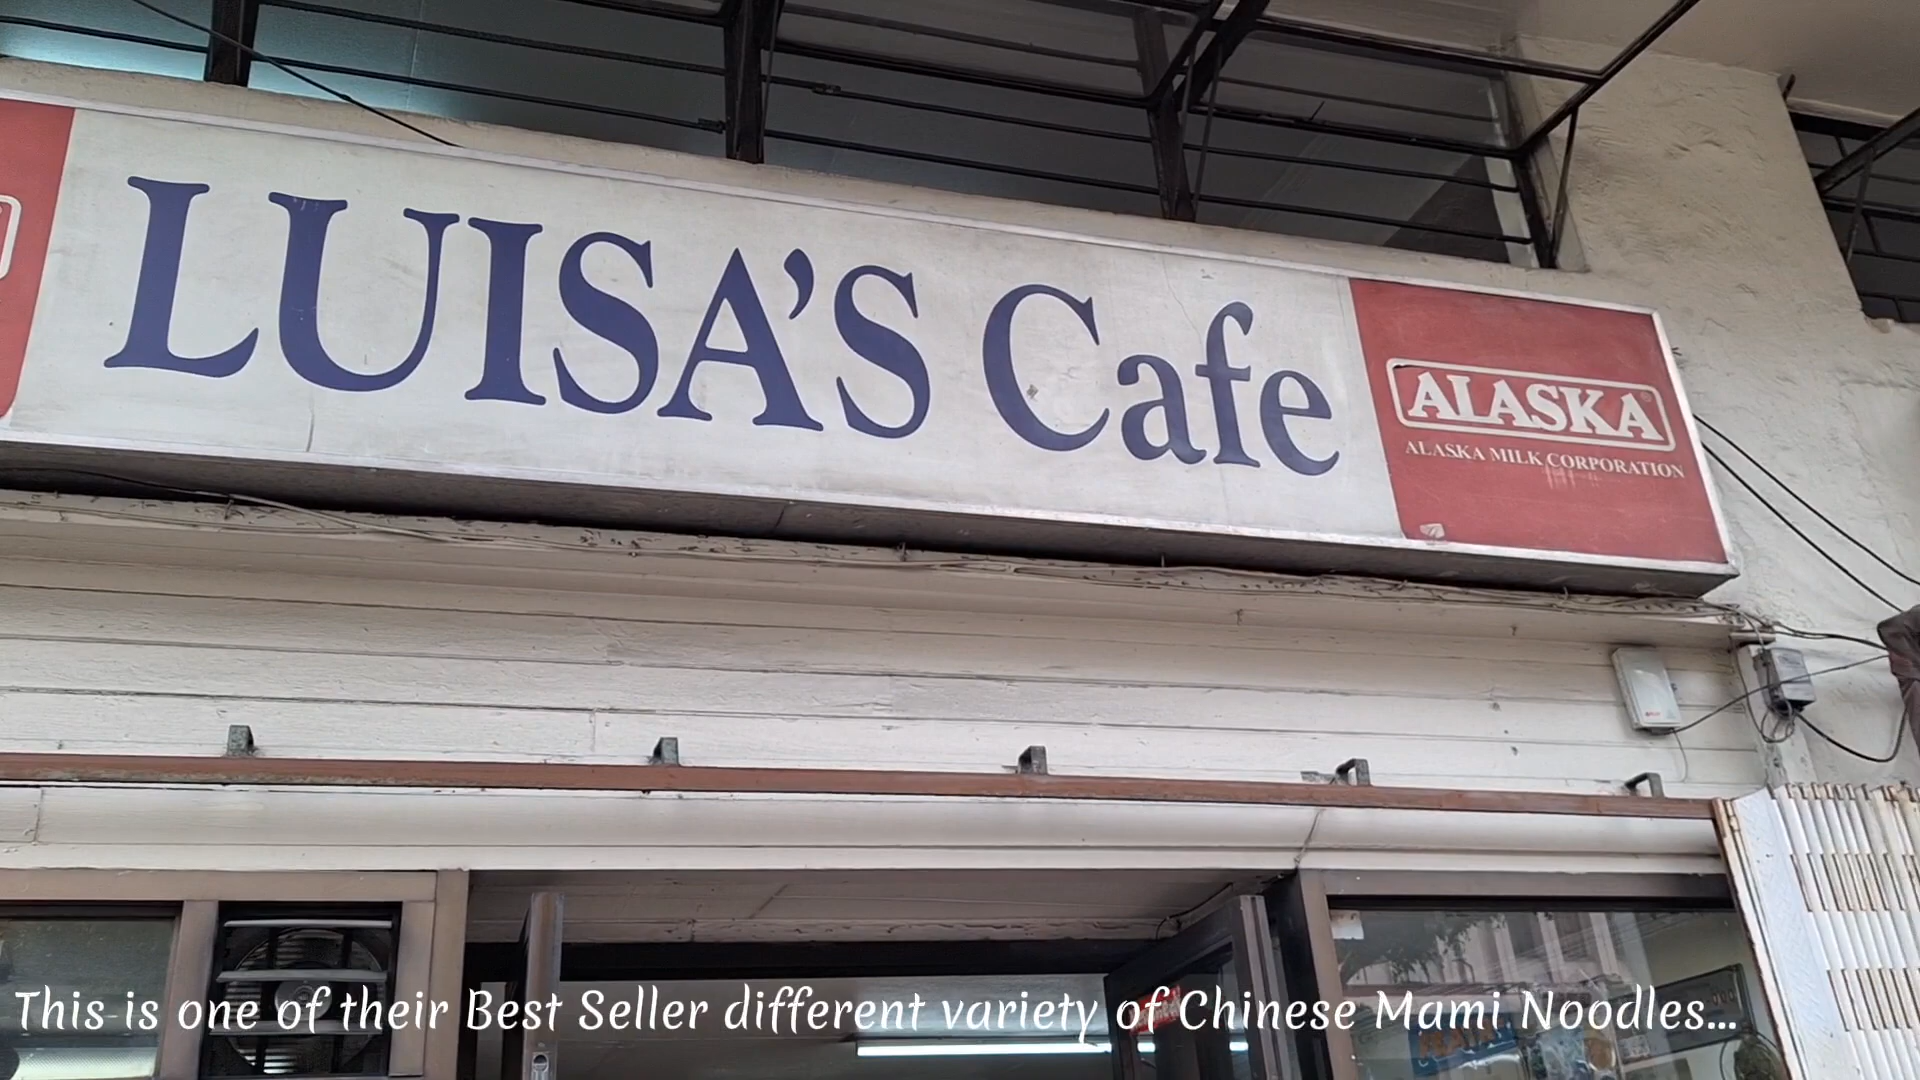 LUISA'S Cafe
ALASKA
ALASKA MILK CORPORATION
This is one of their Best Seller different variety of Chinese Mami Noodles...